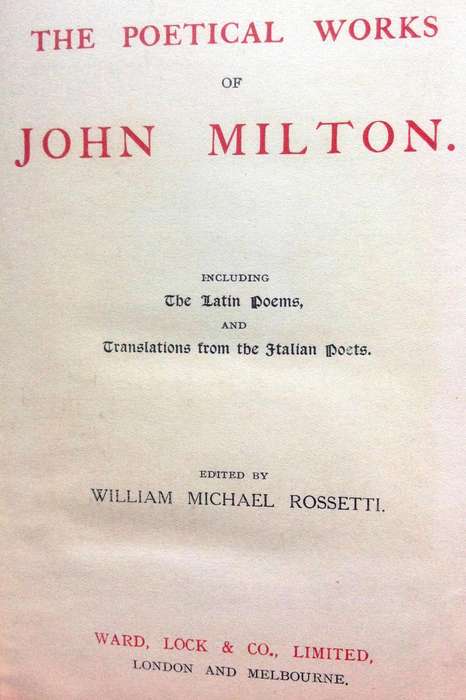 THE POETICAL WORKS
OF
JOHN MILTON.
INCLUDING
The Latin Poems,
AND
Translations from the Italian Poets.
EDITED BY
WILLIAM MICHAEL ROSSETTI.
WARD, LOCK & CO., LIMITED,
LONDON AND MELBOURNE.